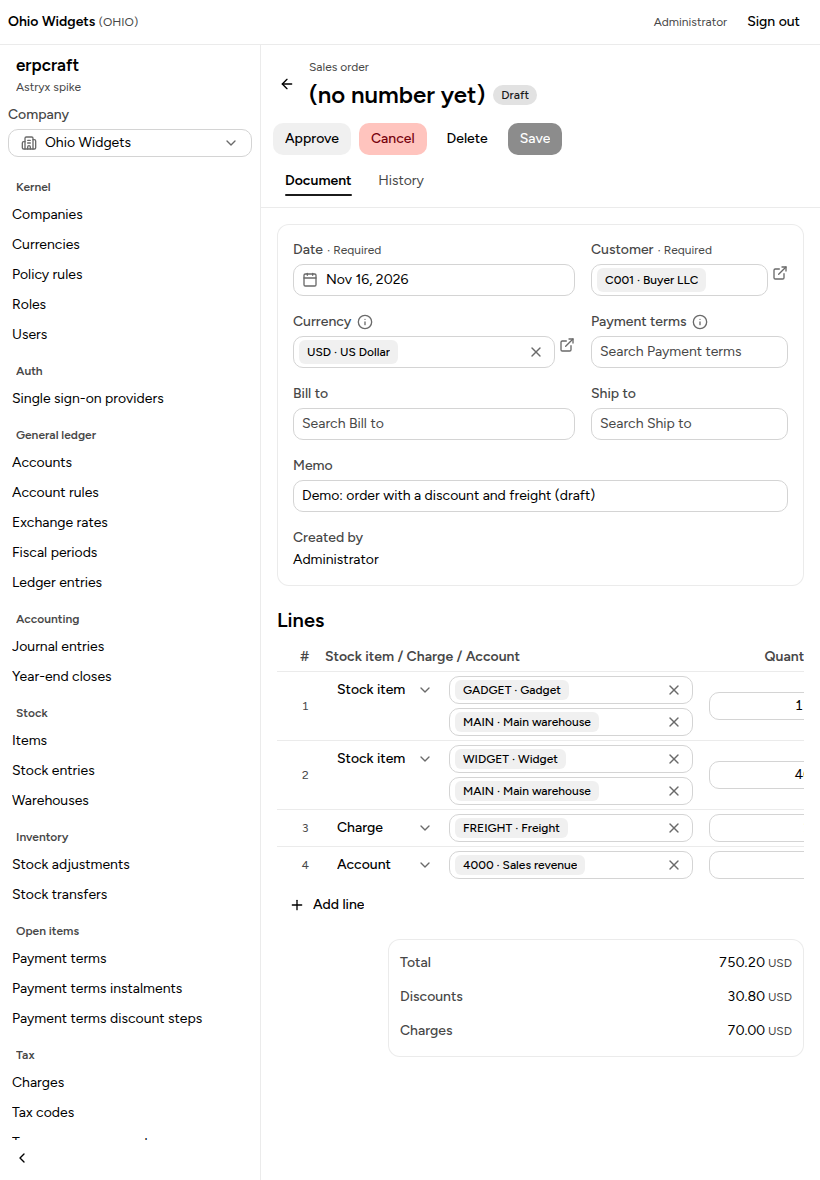 Ohio Widgets (OHIO)
Administrator
Sign out
erpcraft
Astryx spike
Company
Ohio Widgets
Kernel
Companies
Currencies
Policy rules
Roles
Users
Auth
Single sign-on providers
General ledger
Accounts
Account rules
Exchange rates
Fiscal periods
Ledger entries
Accounting
Journal entries
Year-end closes
Stock
Items
Stock entries
Warehouses
Inventory
Stock adjustments
Stock transfers
Open items
Payment terms
Payment terms instalments
Payment terms discount steps
Tax
Charges
Tax codes
Sales order
(no number yet) Draft
Approve Cancel Delete Save
Document History
Date · Required
Nov 16, 2026
Customer · Required
C001 · Buyer LLC
Currency
USD · US Dollar
Payment terms
Search Payment terms
Bill to
Search Bill to
Ship to
Search Ship to
Memo
Demo: order with a discount and freight (draft)
Created by
Administrator
Lines
# Stock item / Charge / Account Quant
1 Stock item GADGET · Gadget
MAIN · Main warehouse
1
2 Stock item WIDGET · Widget
MAIN · Main warehouse
4
3 Charge FREIGHT · Freight
4 Account 4000 · Sales revenue
Add line
Total 750.20 USD
Discounts 30.80 USD
Charges 70.00 USD